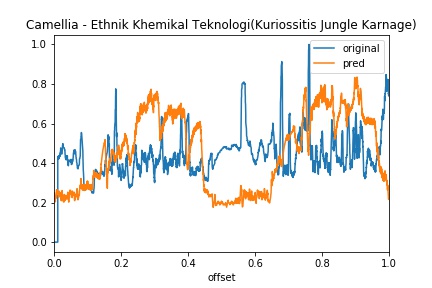 Camellia - Ethnik Khemikal Teknologi(Kuriossitis Jungle Karnage)
original
pred
1.0
0.8
0.6
0.4
0.2
0.0
0.0 0.2 0.4 0.6 0.8 1.0
offset